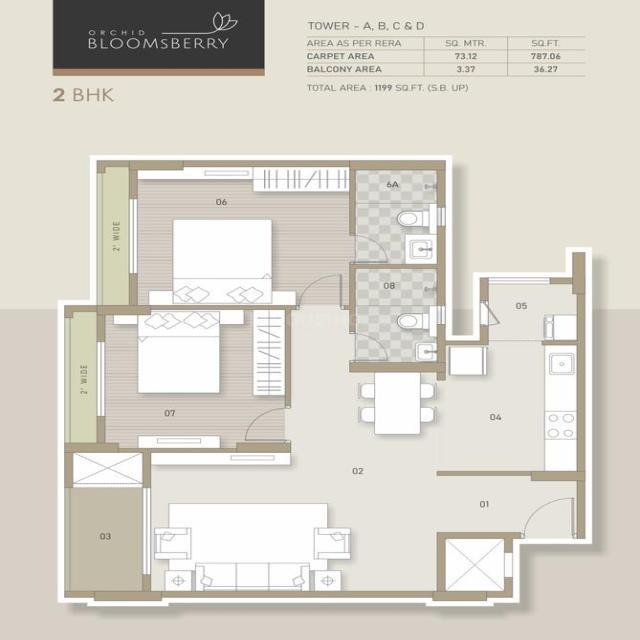 ORCHID
BLOOMSBERRY
TOWER - A, B, C & D
AREA AS PER RERA SQ. MTR. SQ.FT.
CARPET AREA 73.12 787.06
BALCONY AREA 3.37 36.27
TOTAL AREA : 1199 SQ.FT. (S.B. UP)
2 BHK
06
6A
2' WIDE
08
05
2' WIDE
07
04
02
01
03